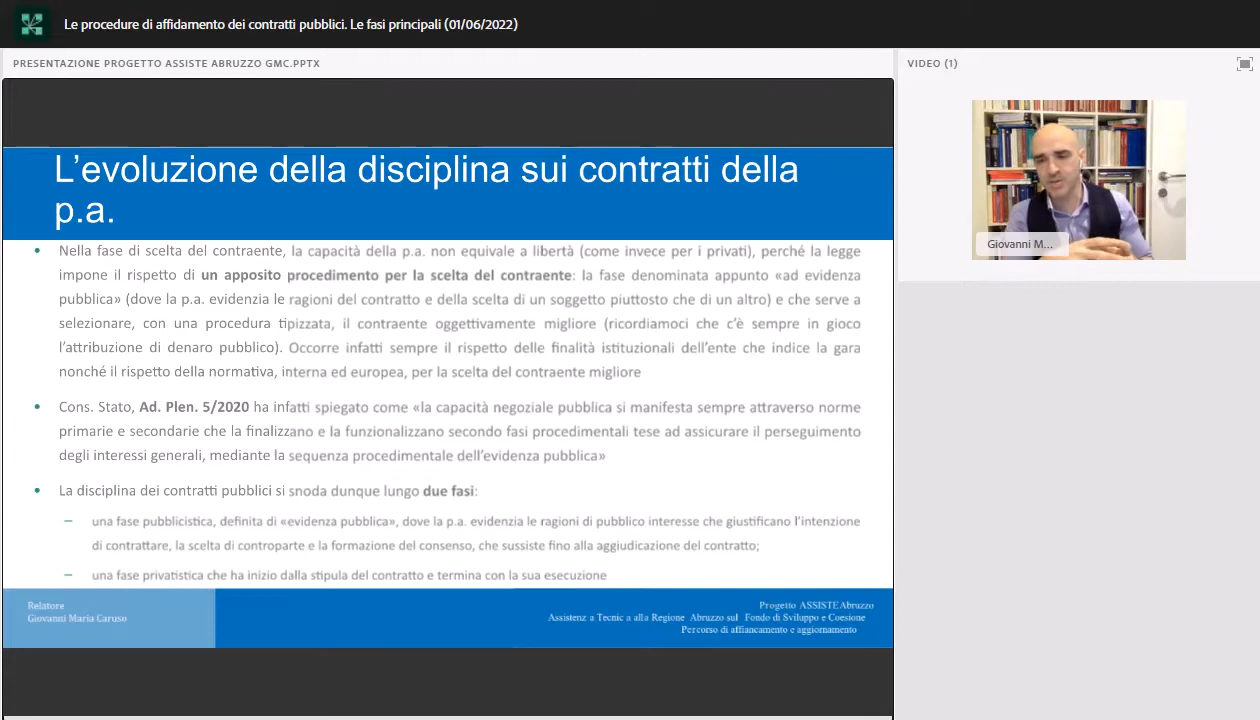 Le procedure di affidamento dei contratti pubblici. Le fasi principali (01/06/2022)
PRESENTAZIONE PROGETTO ASSISTE ABRUZZO GMC.PPTX
VIDEO (1)
L'evoluzione della disciplina sui contratti della
p.a.
• Nella fase di scelta del contraente, la capacità della p.a. non equivale a libertà (come invece per i privati), perché la legge
impone il rispetto di un apposito procedimento per la scelta del contraente: la fase denominata appunto «ad evidenza
pubblica» (dove la p.a. evidenzia le ragioni del contratto e della scelta di un soggetto piuttosto che di un altro) e che serve a
selezionare, con una procedura tipizzata, il contraente oggettivamente migliore (ricordiamoci che c'è sempre in gioco
l'attribuzione di denaro pubblico). Occorre infatti sempre il rispetto delle finalità istituzionali dell'ente che indice la gara
nonché il rispetto della normativa, interna ed europea, per la scelta del contraente migliore
• Cons. Stato, Ad. Plen. 5/2020 ha infatti spiegato come «la capacità negoziale pubblica si manifesta sempre attraverso norme
primarie e secondarie che la finalizzano e la funzionalizzano secondo fasi procedimentali tese ad assicurare il perseguimento
degli interessi generali, mediante la sequenza procedimentale dell'evidenza pubblica»
• La disciplina dei contratti pubblici si snoda dunque lungo due fasi:
– una fase pubblicistica, definita di «evidenza pubblica», dove la p.a. evidenzia le ragioni di pubblico interesse che giustificano l'intenzione
di contrattare, la scelta di controparte e la formazione del consenso, che sussiste fino alla aggiudicazione del contratto;
– una fase privatistica che ha inizio dalla stipula del contratto e termina con la sua esecuzione
Relatore
Giovanni Maria Caruso
Progetto ASSISTE Abruzzo
Assistenz a Tecnic a alla Regione Abruzzo sul Fondo di Sviluppo e Coesione
Percorso di affiancamento e aggiornamento
Giovanni M...